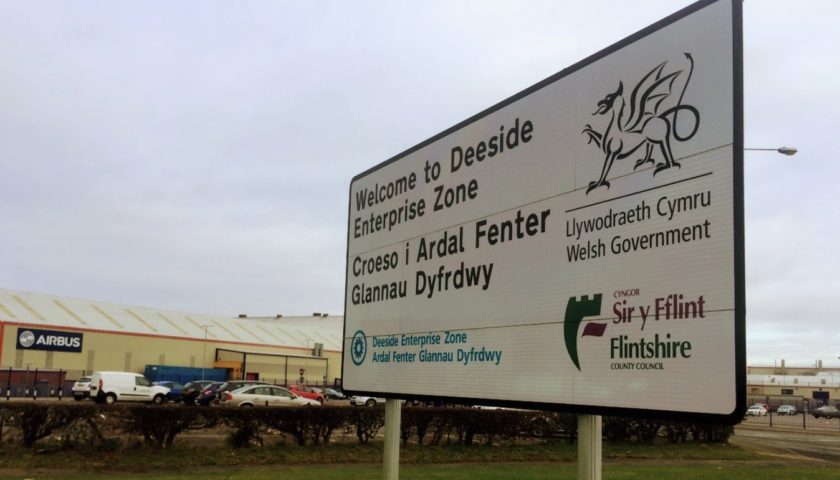 Welcome to Deeside
Enterprise Zone
Croeso i Ardal Fenter
Glannau Dyfrdwy
Deeside Enterprise Zone
Ardal Fenter Glannau Dyfrdwy
Llywodraeth Cymru
Welsh Government
CYNGOR
Sir y Fflint
Flintshire
COUNTY COUNCIL
AIRBUS